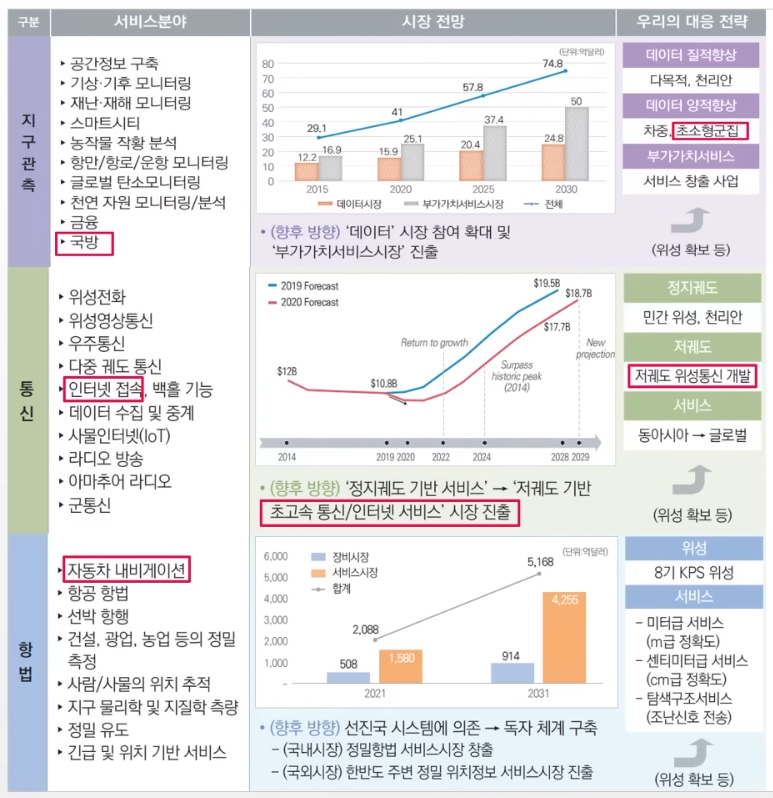 구분 서비스분야 시장 전망 우리의 대응 전략
지구관측
‣ 공간정보 구축
‣ 기상·기후 모니터링
‣ 재난·재해 모니터링
‣ 스마트시티
‣ 농작물 작황 분석
‣ 항만/항로/운항 모니터링
‣ 글로벌 탄소모니터링
‣ 천연 자원 모니터링/분석
‣ 금융
‣ 국방
(단위:억달러)
80
70
60
50
40
30
20
10
0
29.1 41 57.8 74.8
12.2 16.9 15.9 25.1 20.4 37.4 24.8 50
2015 2020 2025 2030
데이터시장 부가가치서비스시장 전체
• (향후 방향) ‘데이터’ 시장 참여 확대 및
‘부가가치서비스시장’ 진출
데이터 질적향상
다목적, 천리안
데이터 양적향상
차중, 초소형군집
부가가치서비스
서비스 창출 사업
(위성 확보 등)
통신
‣ 위성전화
‣ 위성영상통신
‣ 우주통신
‣ 다중 궤도 통신
‣ 인터넷 접속, 백홀 기능
‣ 데이터 수집 및 중계
‣ 사물인터넷(IoT)
‣ 라디오 방송
‣ 아마추어 라디오
‣ 군통신
2019 Forecast
2020 Forecast
$19.5B
$18.7B
$17.7B
Return to growth
New
projection
Surpass
historic peak
(2014)
$12B
$10.8B
2014 2019 2020 2022 2024 2028 2029
• (향후 방향) ‘정지궤도 기반 서비스’ → ‘저궤도 기반
초고속 통신/인터넷 서비스’ 시장 진출
정지궤도
민간 위성, 천리안
저궤도
저궤도 위성통신 개발
서비스
동아시아 → 글로벌
(위성 확보 등)
항법
‣ 자동차 내비게이션
‣ 항공 항법
‣ 선박 항행
‣ 건설, 광업, 농업 등의 정밀
측정
‣ 사람/사물의 위치 추적
‣ 지구 물리학 및 지질학 측량
‣ 정밀 유도
‣ 긴급 및 위치 기반 서비스
(단위:억달러)
6,000
5,000
4,000
3,000
2,000
1,000
–
장비시장
서비스시장
합계
2,088 5,168
508 1,580 914 4,255
2021 2031
• (향후 방향) 선진국 시스템에 의존 → 독자 체계 구축
– (국내시장) 정밀항법 서비스시장 창출
– (국외시장) 한반도 주변 정밀 위치정보 서비스시장 진출
위성
8기 KPS 위성
서비스
– 미터급 서비스
(m급 정확도)
– 센티미터급 서비스
(cm급 정확도)
– 탐색구조서비스
(조난신호 전송)
(위성 확보 등)